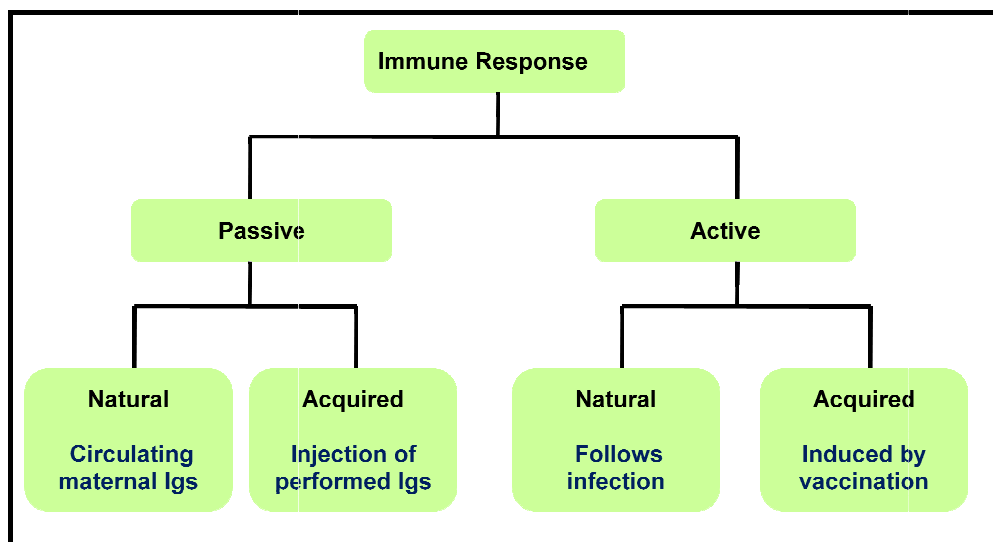 Immune Response
Passive
Active
Natural
Circulating
maternal Igs
Acquired
Injection of
performed Igs
Natural
Follows
infection
Acquired
Induced by
vaccination